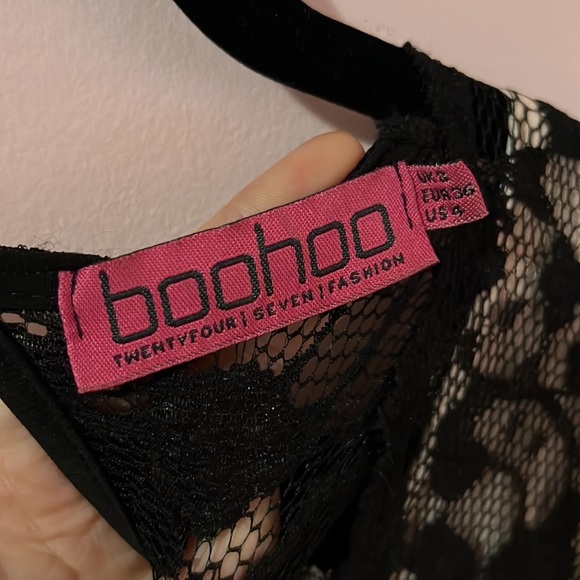 boohoo
TWENTYFOUR | SEVEN | FASHION
UK 8
EUR 36
US 4